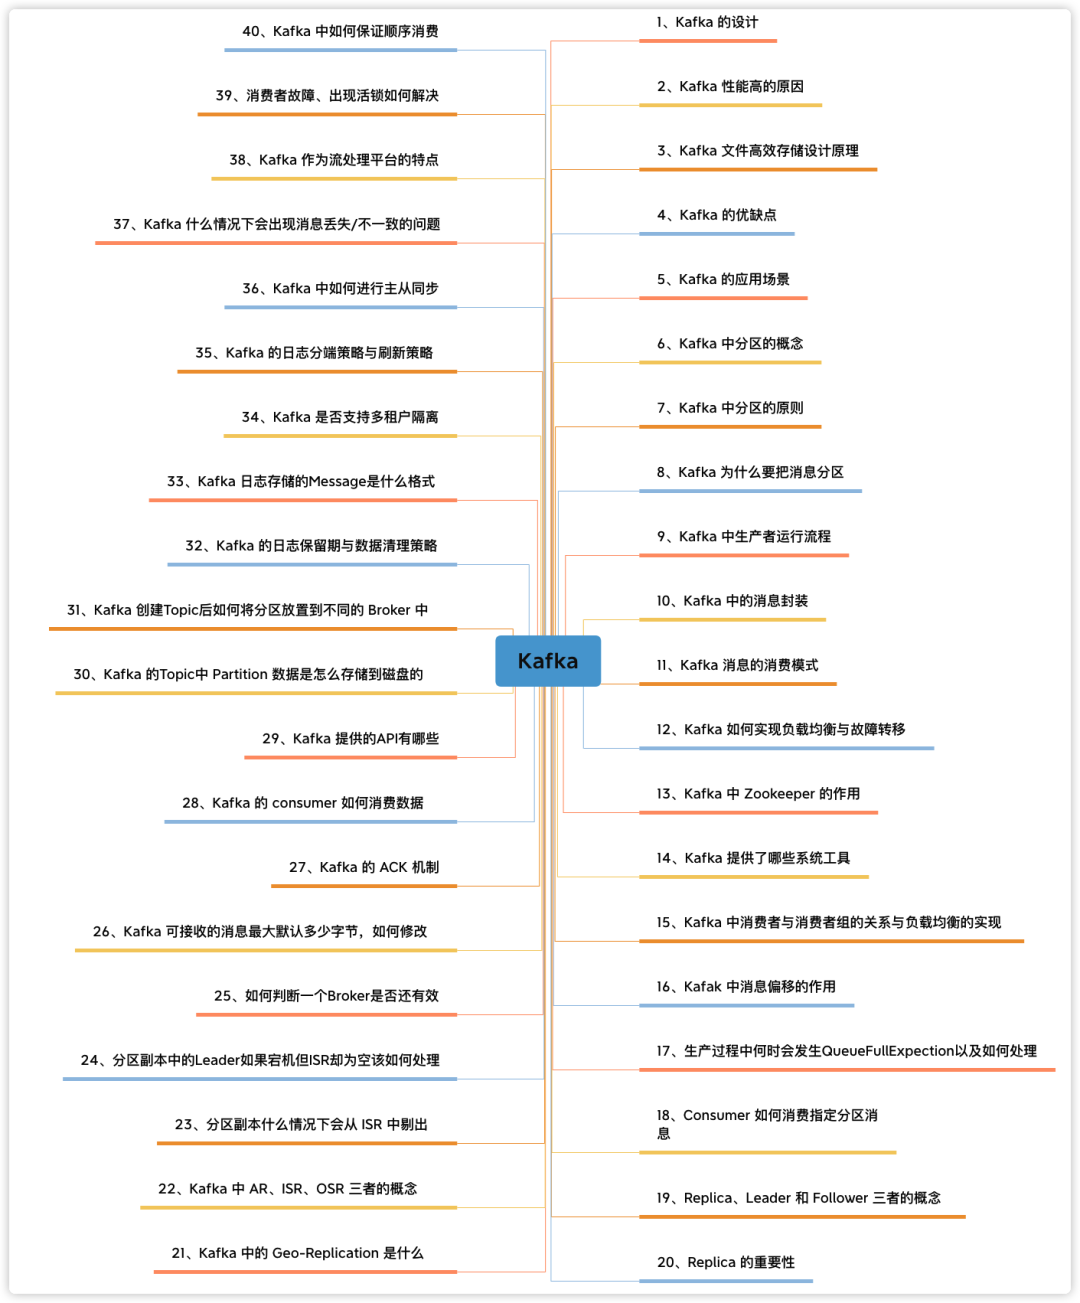 Kafka
1、Kafka 的设计
2、Kafka 性能高的原因
3、Kafka 文件高效存储设计原理
4、Kafka 的优缺点
5、Kafka 的应用场景
6、Kafka 中分区的概念
7、Kafka 中分区的原则
8、Kafka 为什么要把消息分区
9、Kafka 中生产者运行流程
10、Kafka 中的消息封装
11、Kafka 消息的消费模式
12、Kafka 如何实现负载均衡与故障转移
13、Kafka 中 Zookeeper 的作用
14、Kafka 提供了哪些系统工具
15、Kafka 中消费者与消费者组的关系与负载均衡的实现
16、Kafak 中消息偏移的作用
17、生产过程中何时会发生QueueFullExpection以及如何处理
18、Consumer 如何消费指定分区消
息
19、Replica、Leader 和 Follower 三者的概念
20、Replica 的重要性
21、Kafka 中的 Geo-Replication 是什么
22、Kafka 中 AR、ISR、OSR 三者的概念
23、分区副本什么情况下会从 ISR 中剔出
24、分区副本中的Leader如果宕机但ISR却为空该如何处理
25、如何判断一个Broker是否还有效
26、Kafka 可接收的消息最大默认多少字节，如何修改
27、Kafka 的 ACK 机制
28、Kafka 的 consumer 如何消费数据
29、Kafka 提供的API有哪些
30、Kafka 的Topic中 Partition 数据是怎么存储到磁盘的
31、Kafka 创建Topic后如何将分区放置到不同的 Broker 中
32、Kafka 的日志保留期与数据清理策略
33、Kafka 日志存储的Message是什么格式
34、Kafka 是否支持多租户隔离
35、Kafka 的日志分端策略与刷新策略
36、Kafka 中如何进行主从同步
37、Kafka 什么情况下会出现消息丢失/不一致的问题
38、Kafka 作为流处理平台的特点
39、消费者故障、出现活锁如何解决
40、Kafka 中如何保证顺序消费